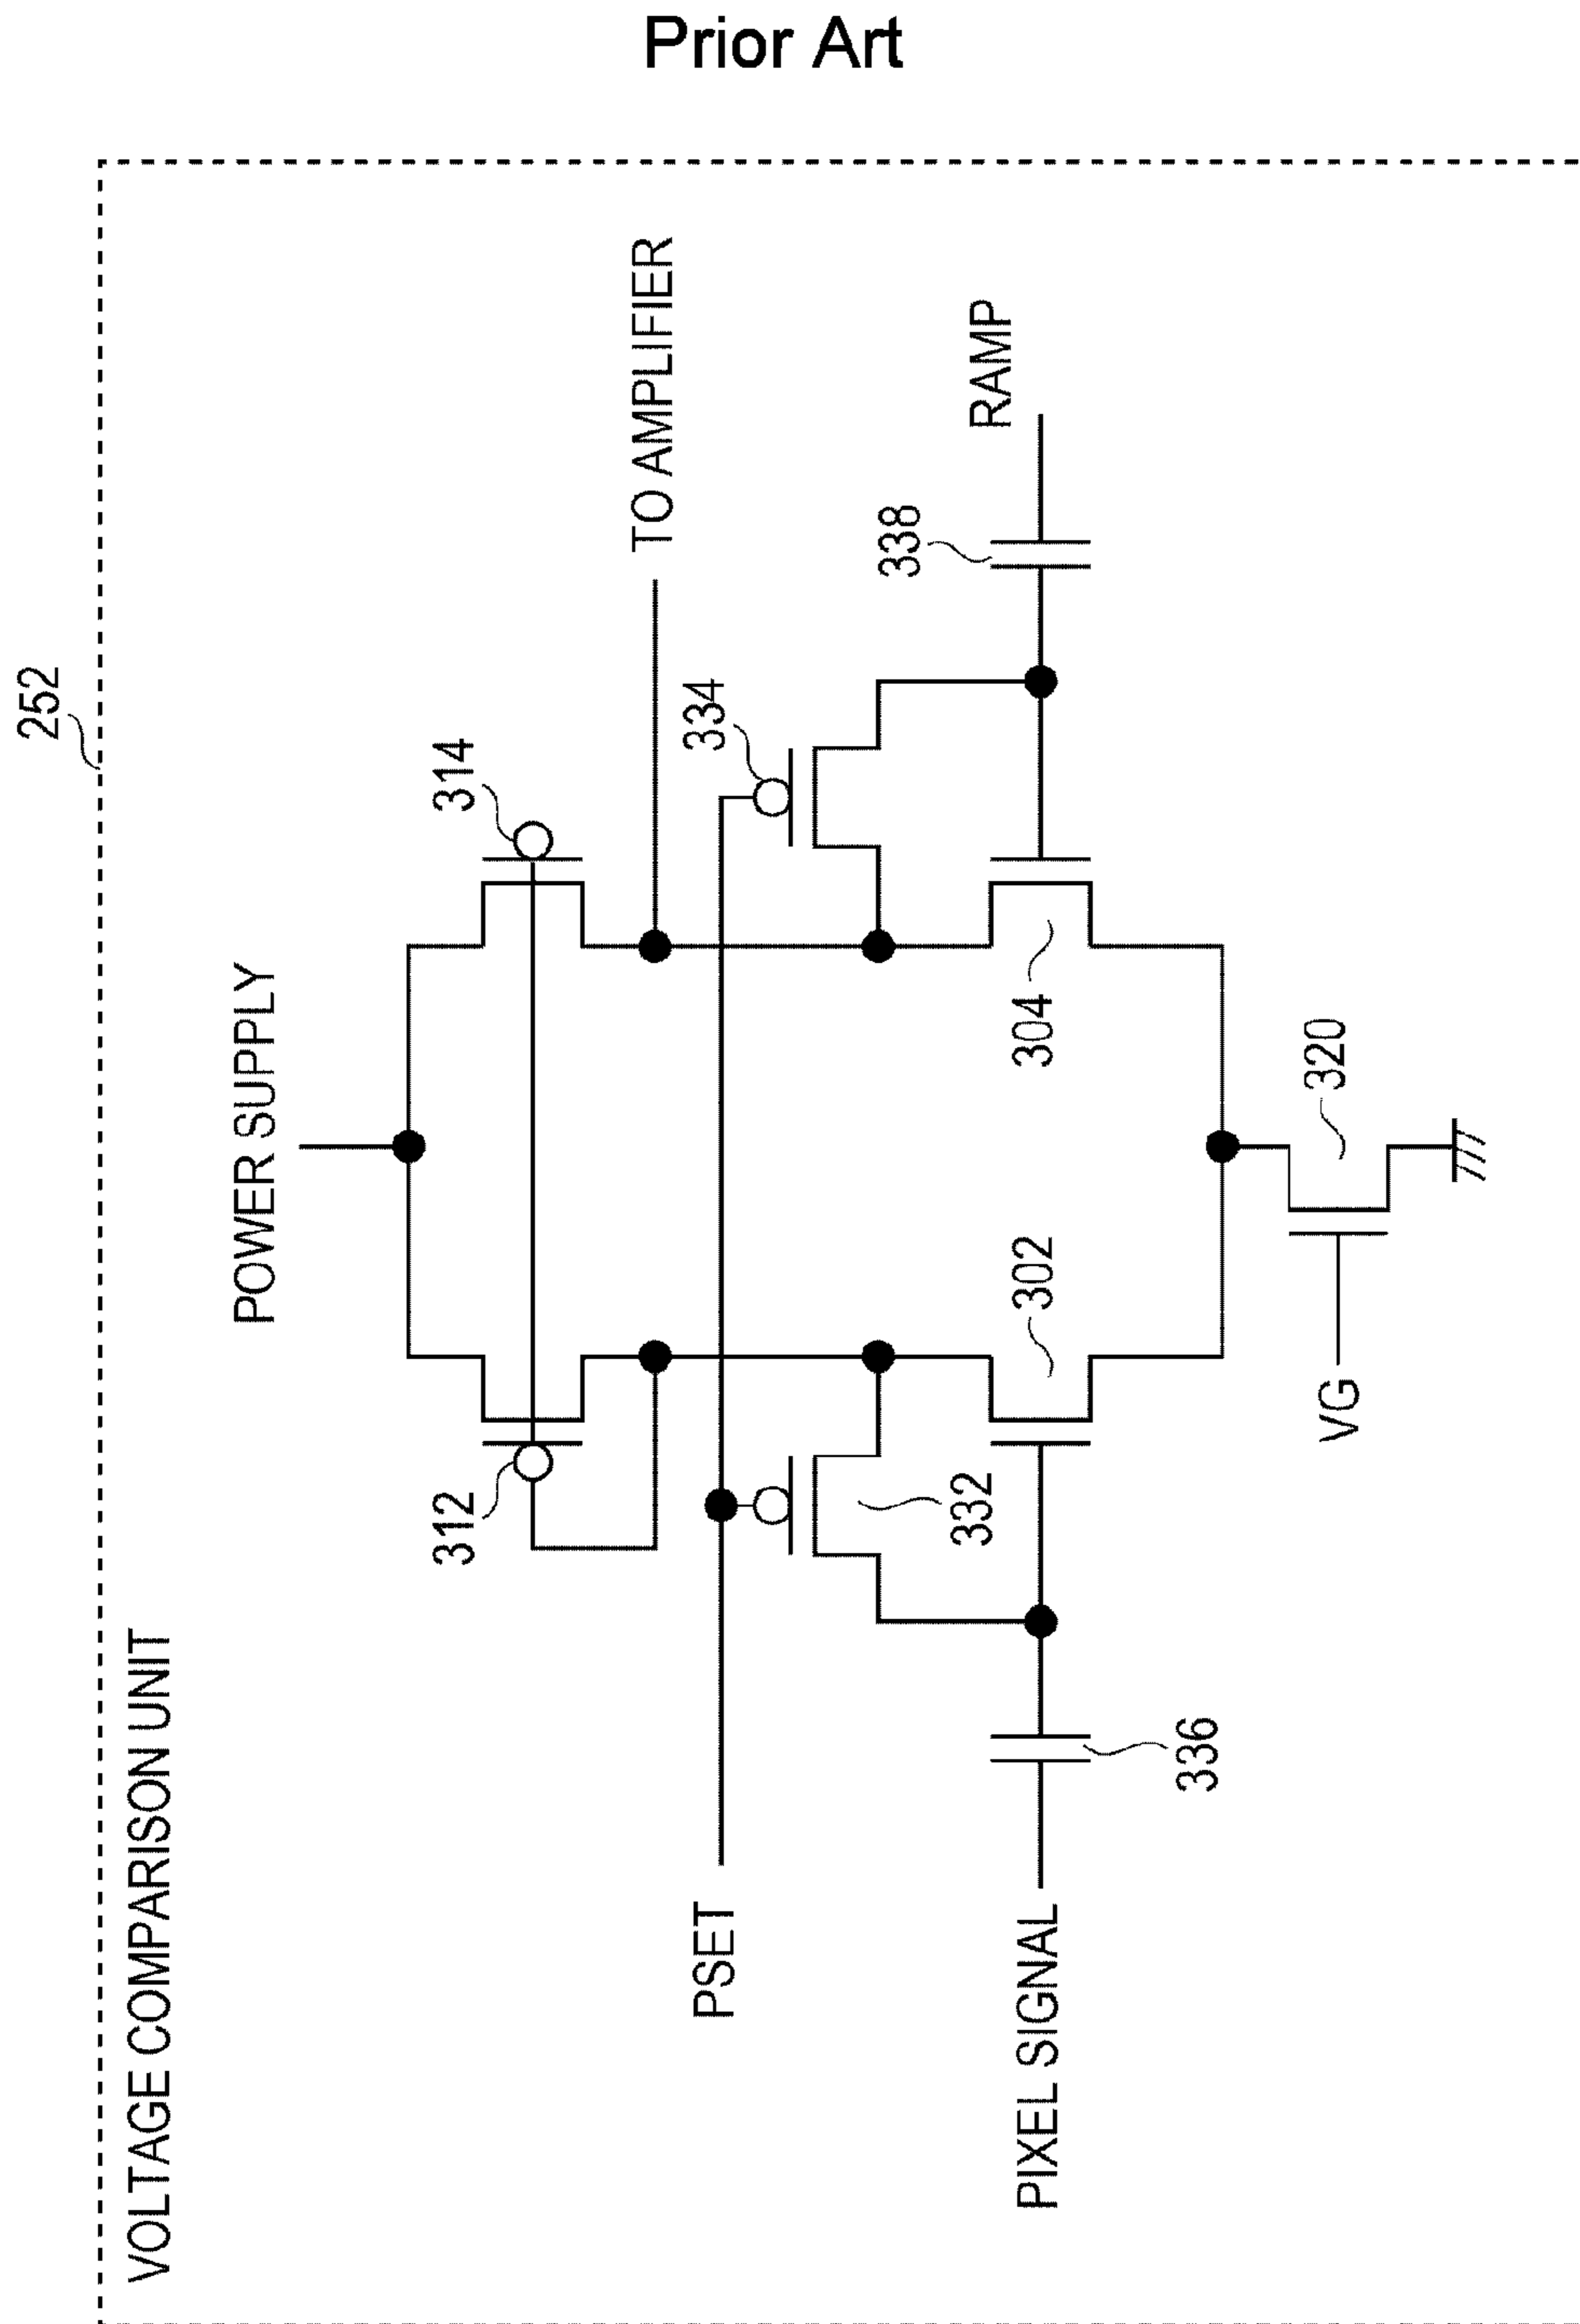 Prior Art
252
VOLTAGE COMPARISON UNIT
POWER SUPPLY
312
314
TO AMPLIFIER
PSET
334
332
338
RAMP
PIXEL SIGNAL
302
304
336
VG
320